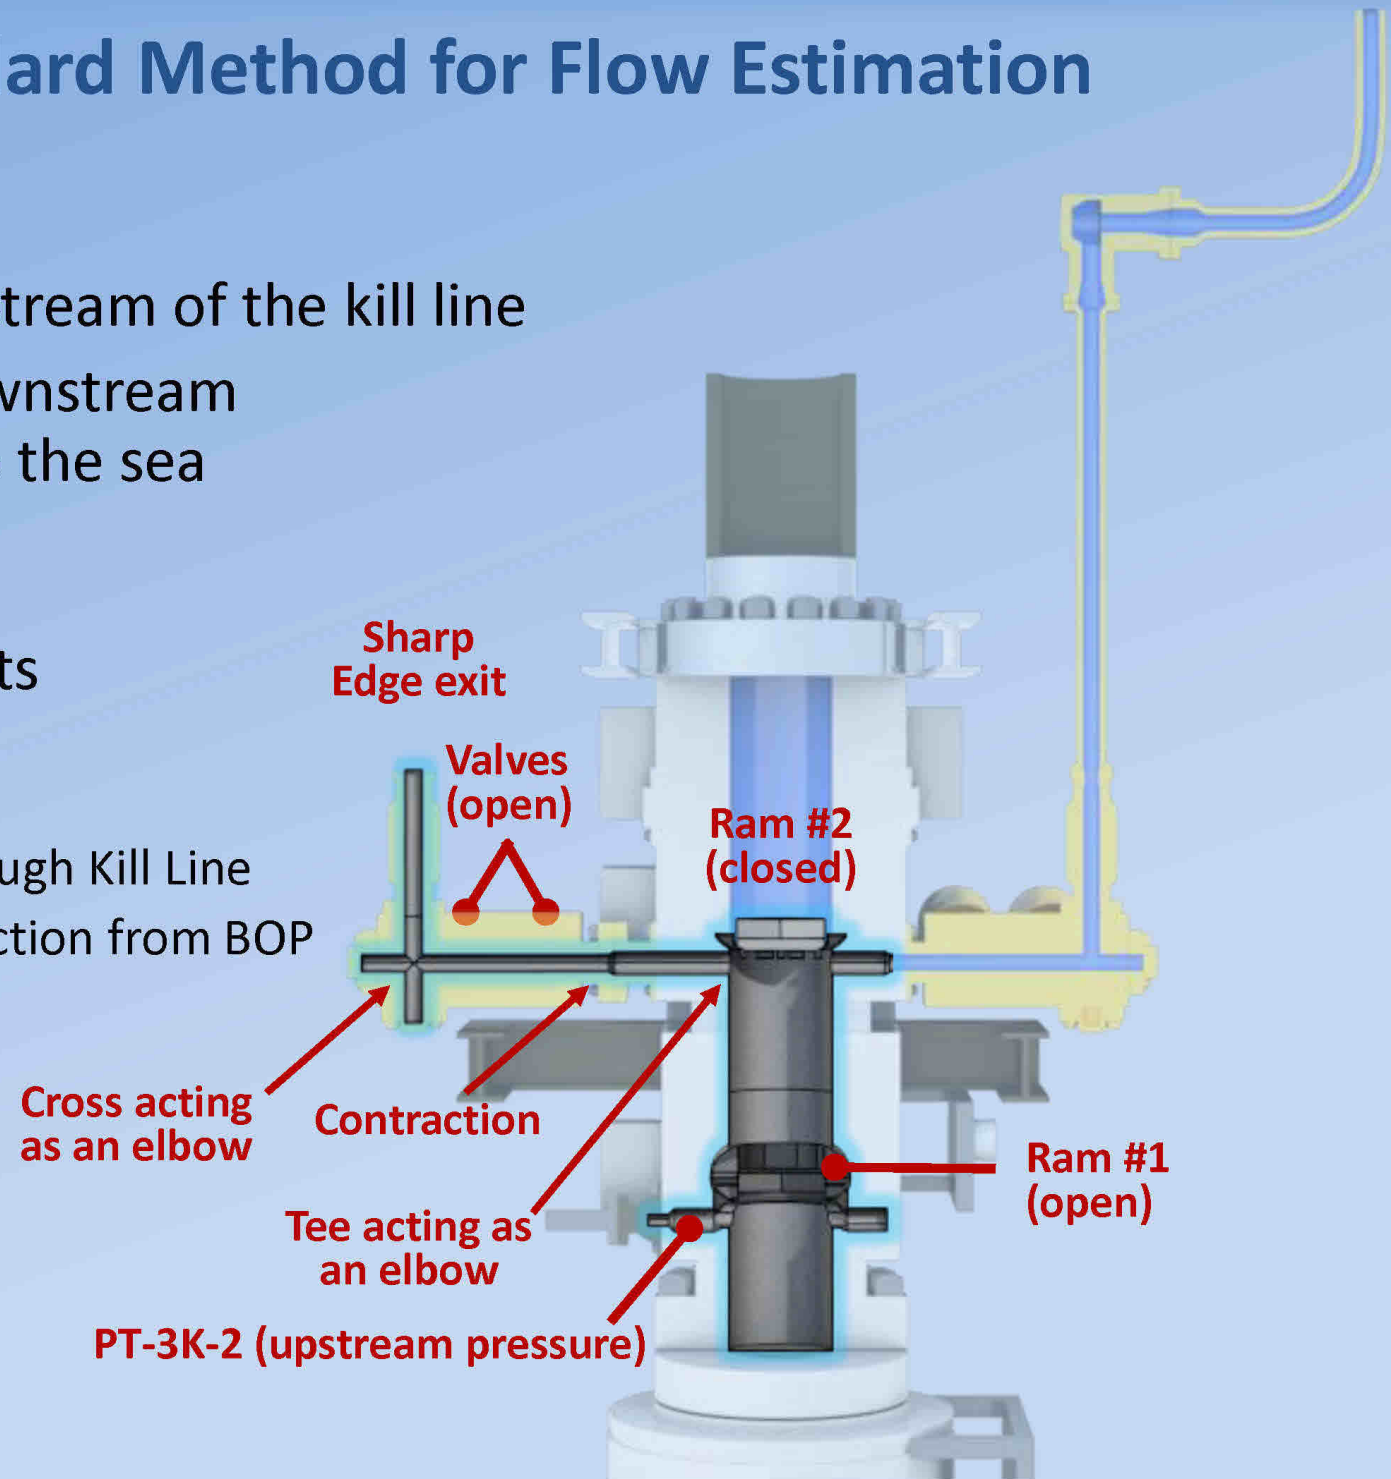 ard Method for Flow Estimation
tream of the kill line
wnstream
the sea
ts
ugh Kill Line
ction from BOP
Sharp
Edge exit
Valves
(open)
Ram #2
(closed)
Cross acting
as an elbow
Contraction
Tee acting as
an elbow
PT-3K-2 (upstream pressure)
Ram #1
(open)